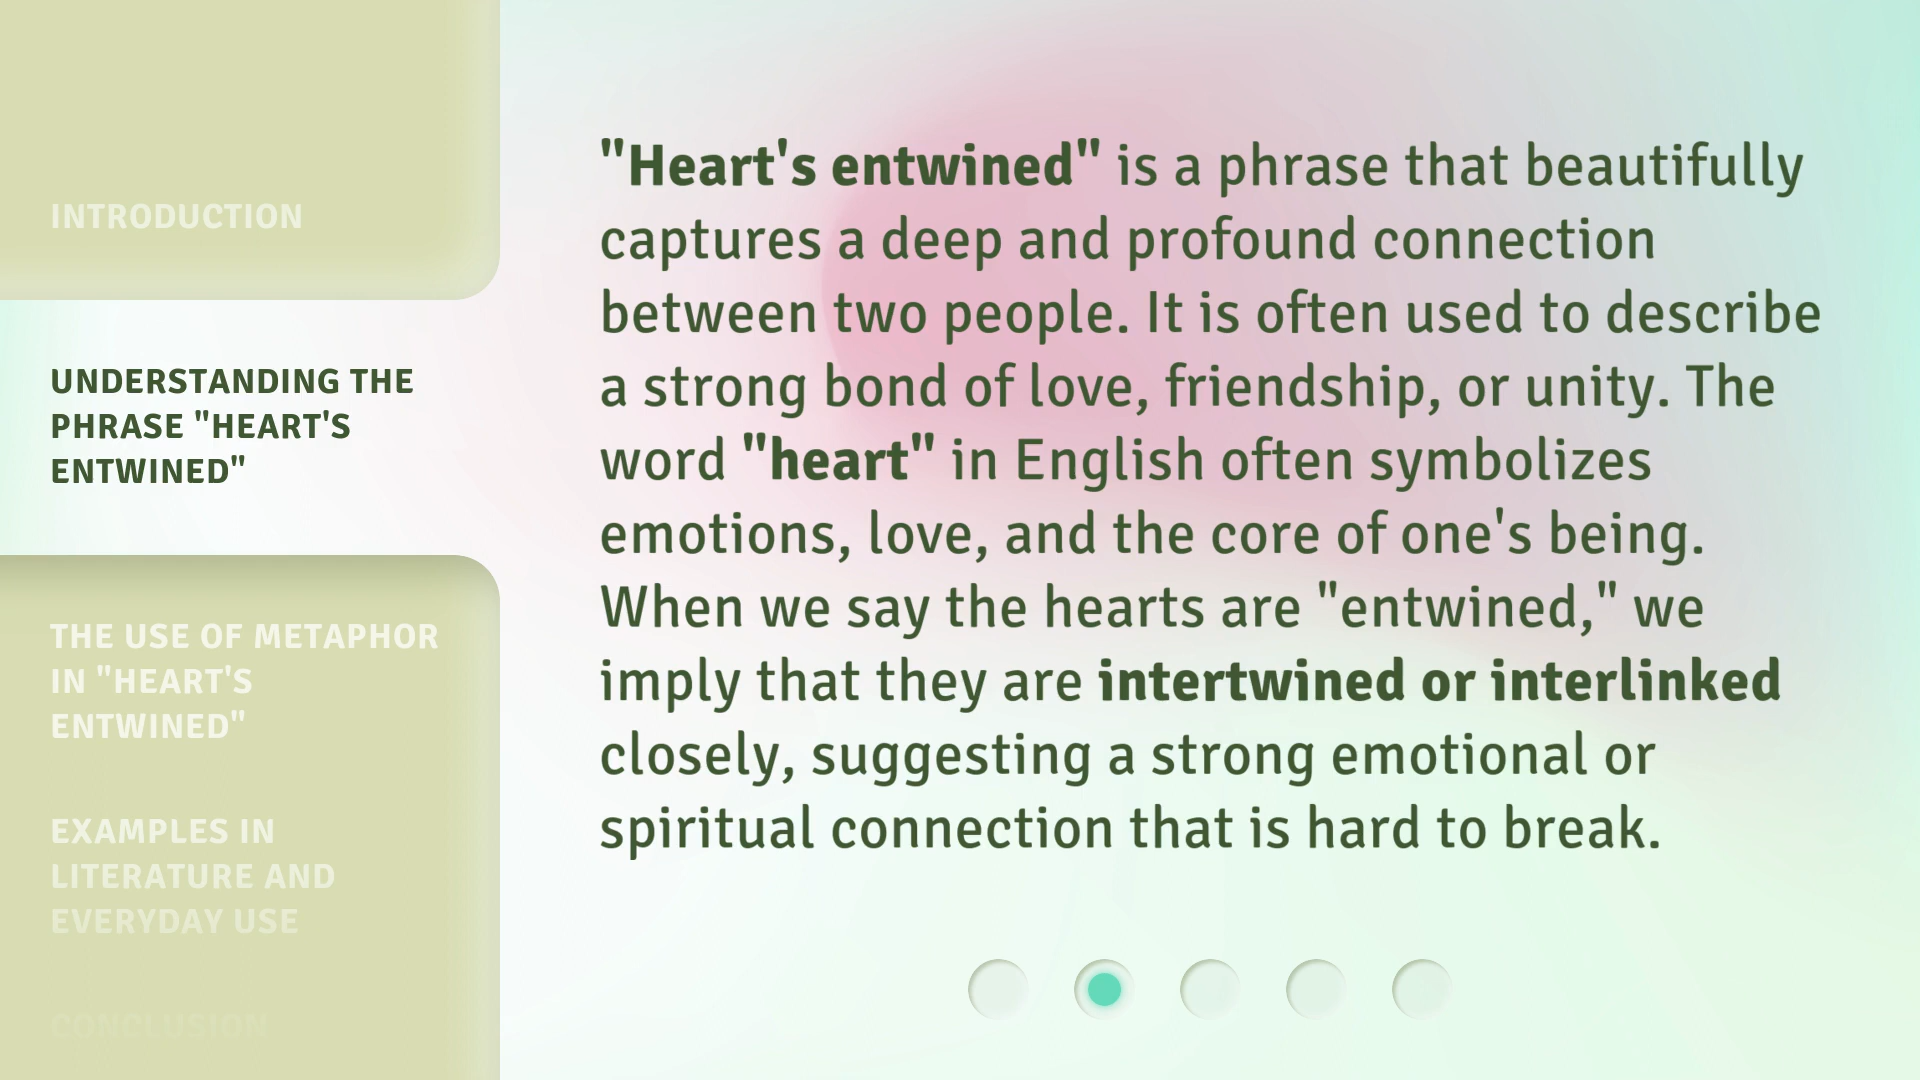 INTRODUCTION
UNDERSTANDING THE
PHRASE "HEART'S
ENTWINED"
THE USE OF METAPHOR
IN "HEART'S
ENTWINED"
EXAMPLES IN
LITERATURE AND
EVERYDAY USE
CONCLUSION
"Heart's entwined" is a phrase that beautifully
captures a deep and profound connection
between two people. It is often used to describe
a strong bond of love, friendship, or unity. The
word "heart" in English often symbolizes
emotions, love, and the core of one's being.
When we say the hearts are "entwined," we
imply that they are intertwined or interlinked
closely, suggesting a strong emotional or
spiritual connection that is hard to break.